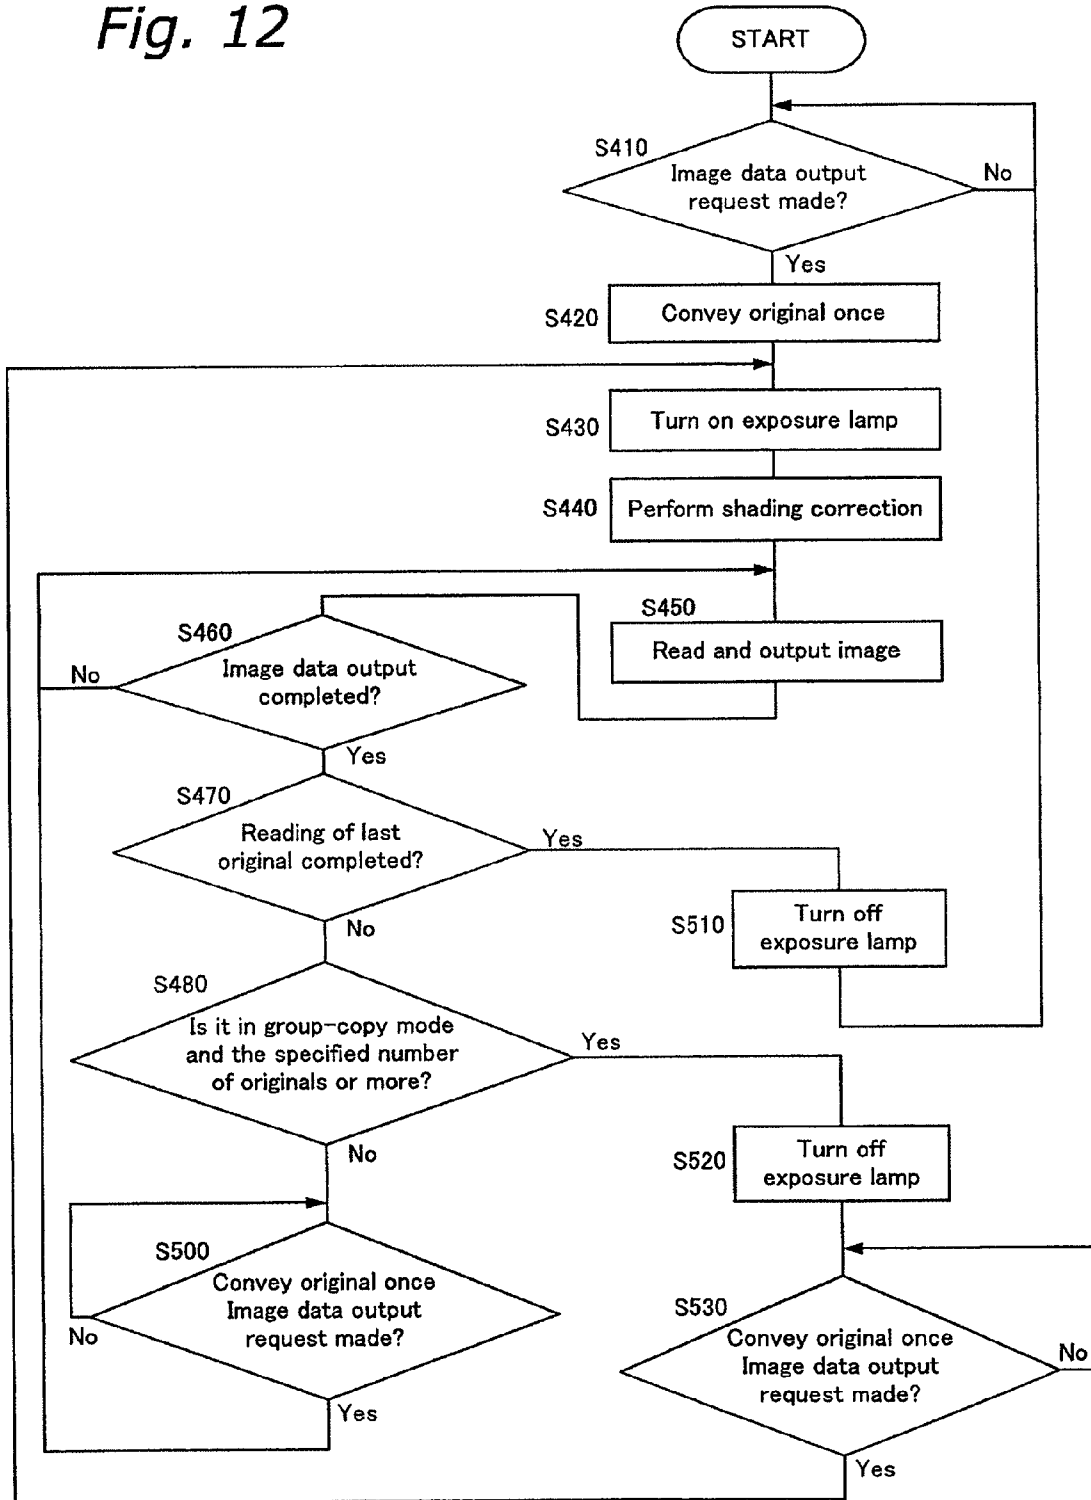 Fig. 12
START
S410
Image data output
request made?
No
Yes
S420
Convey original once
S430
Turn on exposure lamp
S440
Perform shading correction
S450
Read and output image
S460
Image data output
completed?
No
Yes
S470
Reading of last
original completed?
Yes
No
S510
Turn off
exposure lamp
S480
Is it in group-copy mode
and the specified number
of originals or more?
Yes
No
S520
Turn off
exposure lamp
S500
Convey original once
Image data output
request made?
No
Yes
S530
Convey original once
Image data output
request made?
No
Yes